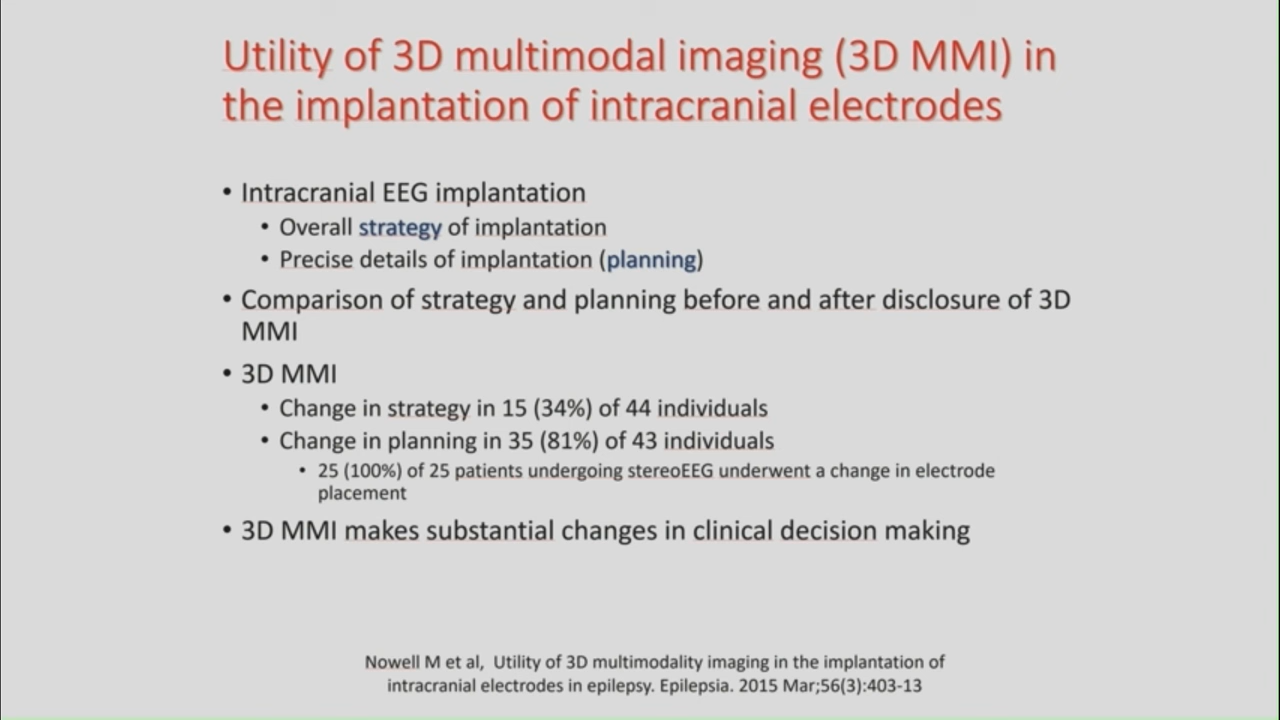 Utility of 3D multimodal imaging (3D MMI) in
the implantation of intracranial electrodes
• Intracranial EEG implantation
• Overall strategy of implantation
• Precise details of implantation (planning)
• Comparison of strategy and planning before and after disclosure of 3D
MMI
• 3D MMI
• Change in strategy in 15 (34%) of 44 individuals
• Change in planning in 35 (81%) of 43 individuals
• 25 (100%) of 25 patients undergoing stereoEEG underwent a change in electrode
placement
• 3D MMI makes substantial changes in clinical decision making
Nowell M et al, Utility of 3D multimodality imaging in the implantation of
intracranial electrodes in epilepsy. Epilepsia. 2015 Mar;56(3):403-13